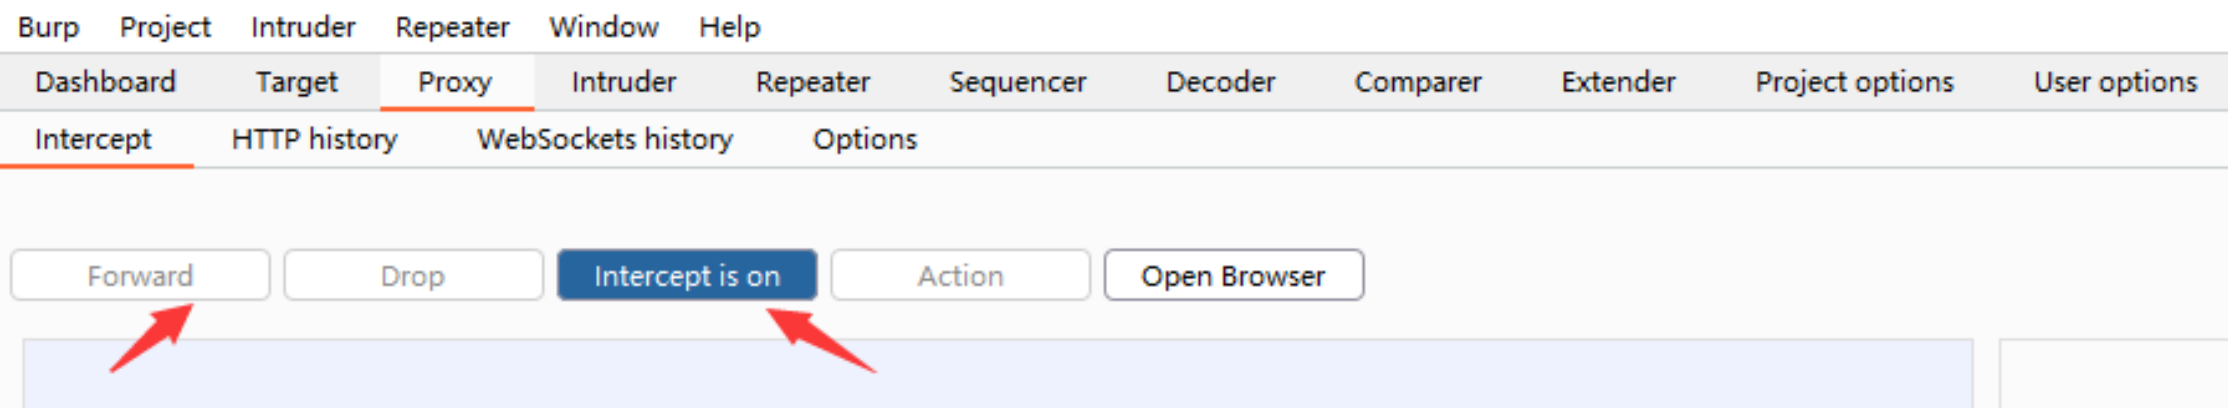 Burp Project Intruder Repeater Window Help
Dashboard Target Proxy Intruder Repeater Sequencer Decoder Comparer Extender Project options User options
Intercept HTTP history WebSockets history Options
Forward Drop Intercept is on Action Open Browser